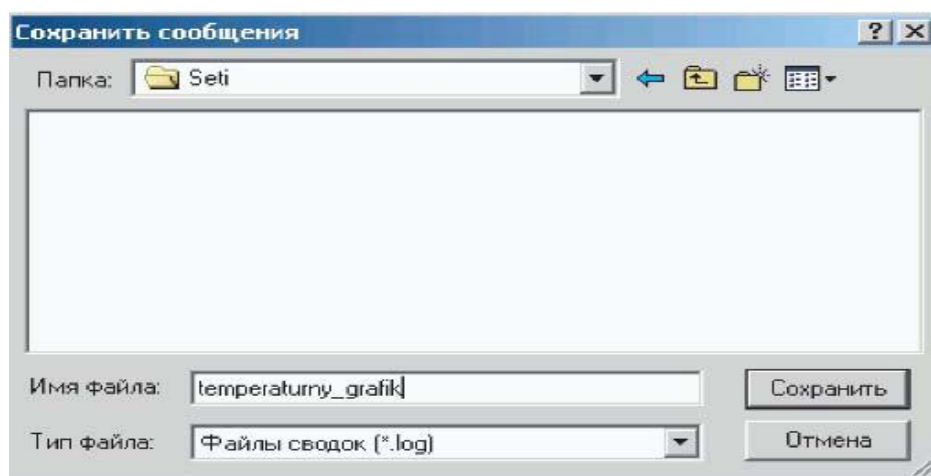 Сохранить сообщения ?
Папка: Seti
Имя файла: temperaturny_grafik Сохранить
Тип файла: Файлы сводок (*.log) Отмена